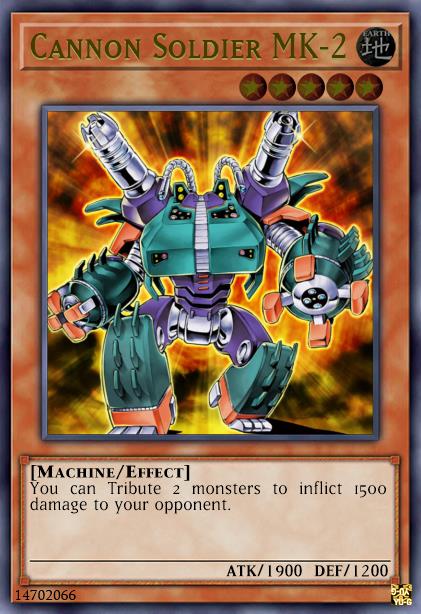 CANNON SOLDIER MK-2
EARTH
地
[MACHINE/EFFECT]
You can Tribute 2 monsters to inflict 1500
damage to your opponent.
ATK/1900 DEF/1200
14702066